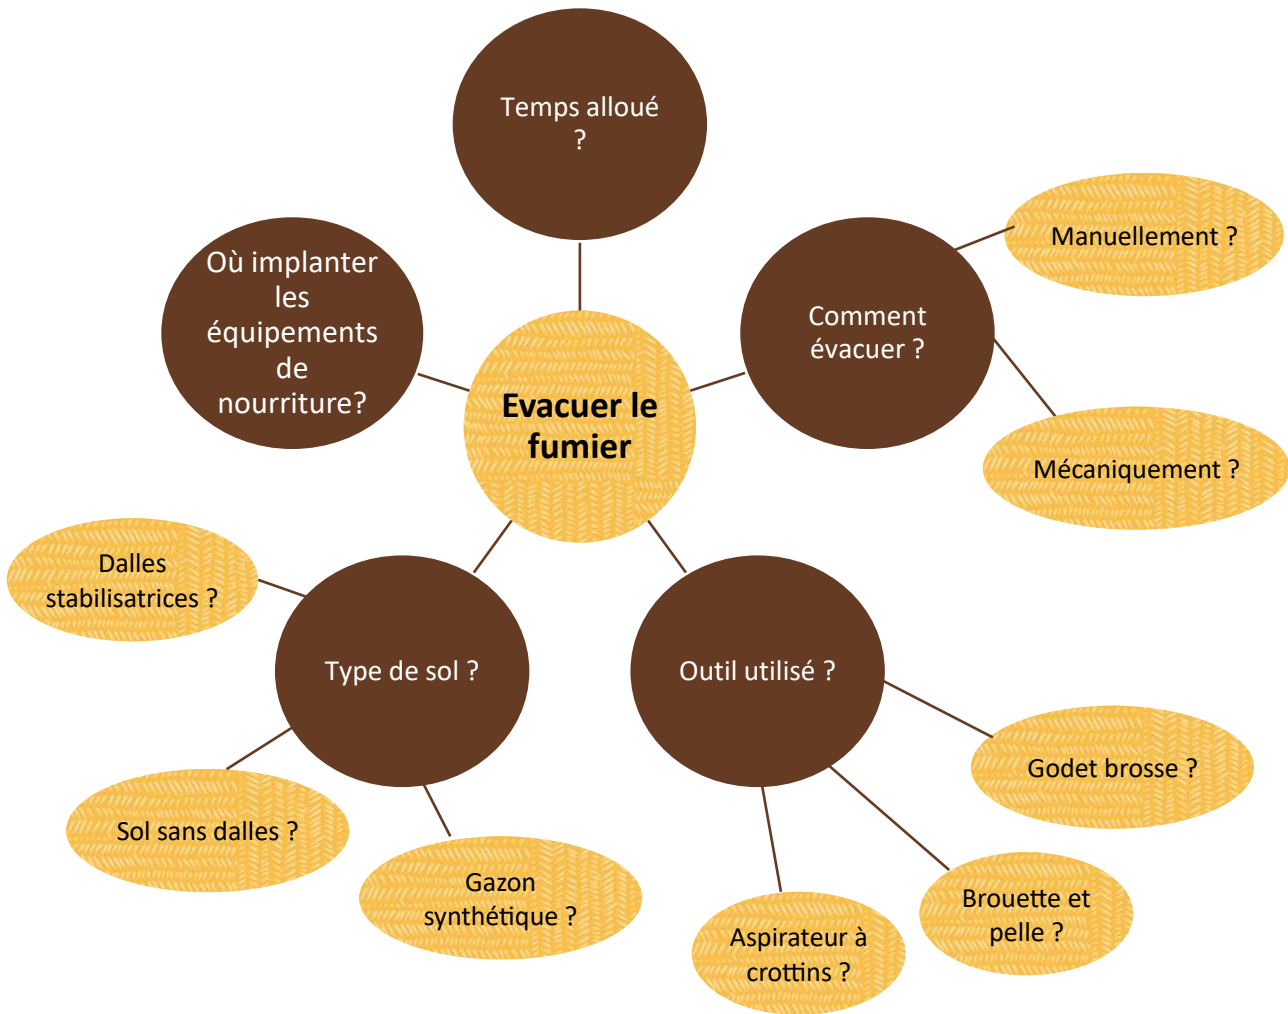 Temps alloué
?
Manuellement ?
Où implanter
les
équipements
de
nourriture?
Comment
évacuer ?
Evacuer le
fumier
Mécaniquement ?
Dalles
stabilisatrices ?
Type de sol ?
Outil utilisé ?
Godet brosse ?
Sol sans dalles ?
Gazon
synthétique ?
Brouette et
pelle ?
Aspirateur à
crottins ?